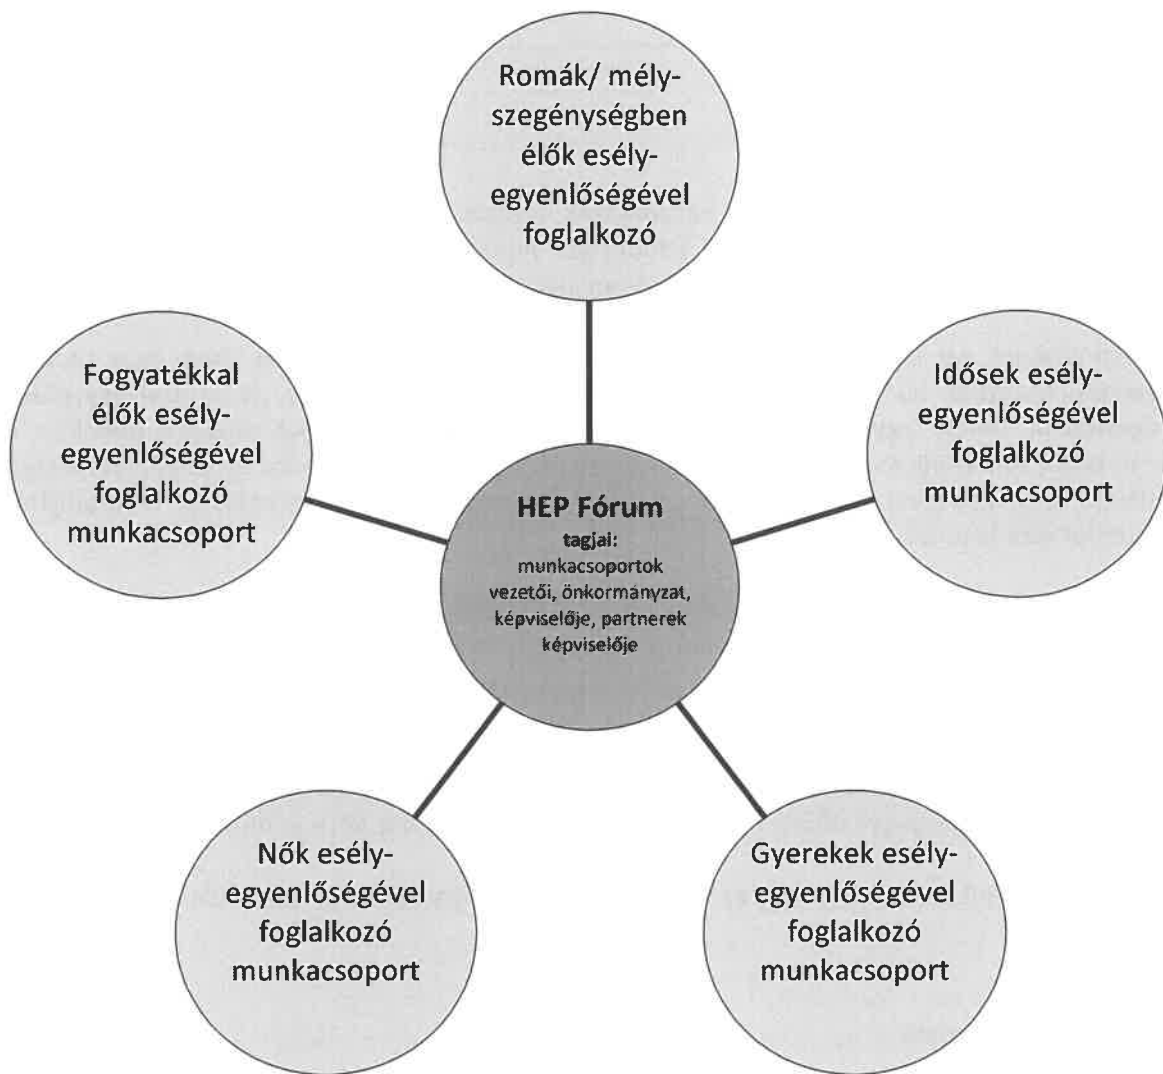 Romák/ mély-
szegénységben
élők esély-
egyenlőségével
foglalkozó
Fogyatékkal
élők esély-
egyenlőségével
foglalkozó
munkacsoport
Idősek esély-
egyenlőségével
foglalkozó
munkacsoport
HEP Fórum
tagjai:
munkacsoportok
vezetői, önkormányzat,
képviselője, partnerek
képviselője
Nők esély-
egyenlőségével
foglalkozó
munkacsoport
Gyerekek esély-
egyenlőségével
foglalkozó
munkacsoport